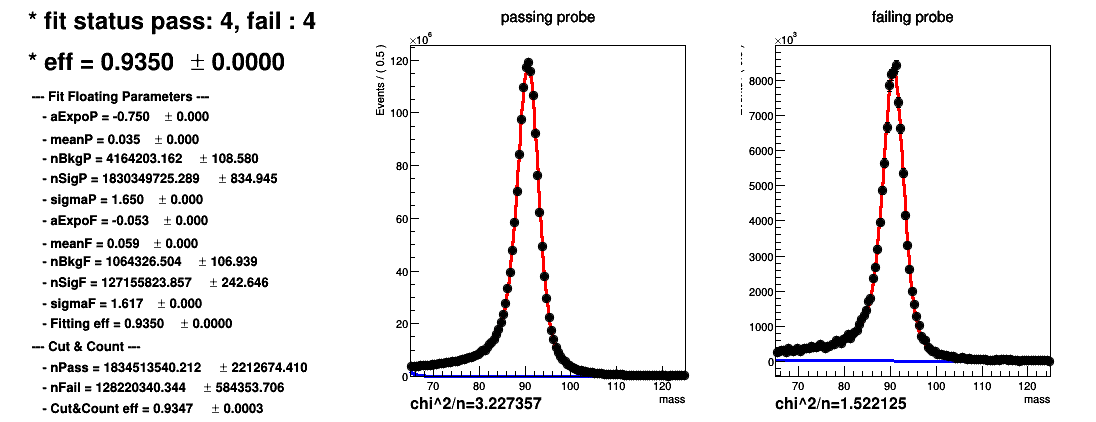 * fit status pass: 4, fail : 4
* eff = 0.9350 ± 0.0000
--- Fit Floating Parameters ---
- aExpoP = -0.750 ± 0.000
- meanP = 0.035 ± 0.000
- nBkgP = 4164203.162 ± 108.580
- nSigP = 1830349725.289 ± 834.945
- sigmaP = 1.650 ± 0.000
- aExpoF = -0.053 ± 0.000
- meanF = 0.059 ± 0.000
- nBkgF = 1064326.504 ± 106.939
- nSigF = 127155823.857 ± 242.646
- sigmaF = 1.617 ± 0.000
- Fitting eff = 0.9350 ± 0.0000
--- Cut & Count ---
- nPass = 1834513540.212 ± 2212674.410
- nFail = 128220340.344 ± 584353.706
- Cut&Count eff = 0.9347 ± 0.0003
passing probe
×10⁶
Events / ( 0.5 )
120
100
80
60
40
20
0
70 80 90 100 110 120
mass
chi^2/n=3.227357
failing probe
×10³
8000
7000
6000
5000
4000
3000
2000
1000
0
70 80 90 100 110 120
mass
chi^2/n=1.522125